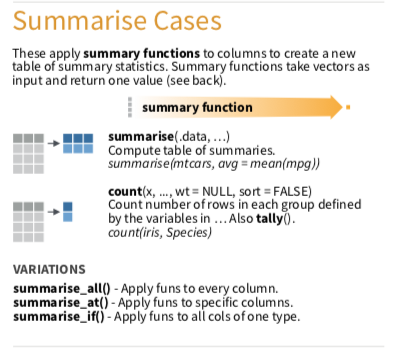 Summarise Cases
These apply summary functions to columns to create a new
table of summary statistics. Summary functions take vectors as
input and return one value (see back).
summary function
summarise(.data, …)
Compute table of summaries.
summarise(mtcars, avg = mean(mpg))
count(x, ..., wt = NULL, sort = FALSE)
Count number of rows in each group defined
by the variables in … Also tally().
count(iris, Species)
VARIATIONS
summarise_all() - Apply funs to every column.
summarise_at() - Apply funs to specific columns.
summarise_if() - Apply funs to all cols of one type.